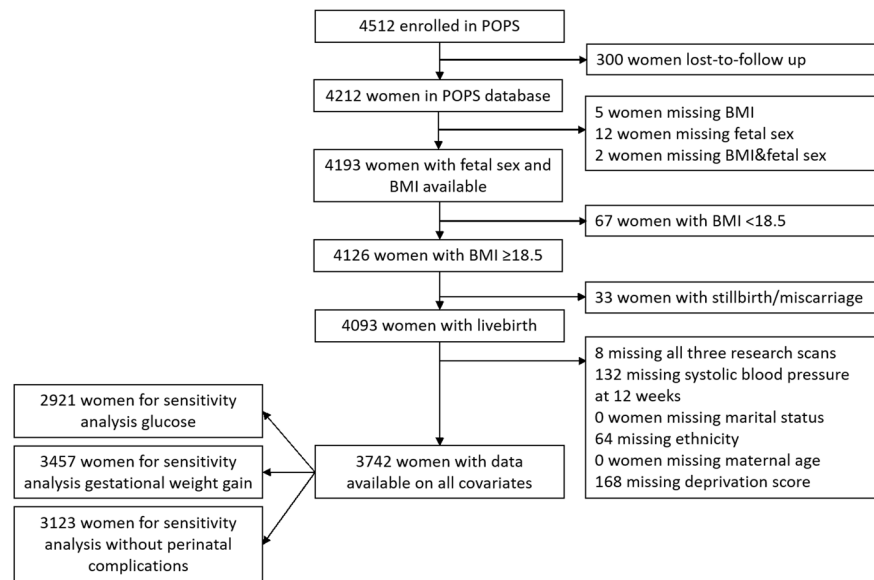 4512 enrolled in POPS
300 women lost-to-follow up
4212 women in POPS database
5 women missing BMI
12 women missing fetal sex
2 women missing BMI&fetal sex
4193 women with fetal sex and
BMI available
67 women with BMI <18.5
4126 women with BMI ≥18.5
33 women with stillbirth/miscarriage
4093 women with livebirth
8 missing all three research scans
132 missing systolic blood pressure
at 12 weeks
0 women missing marital status
64 missing ethnicity
0 women missing maternal age
168 missing deprivation score
3742 women with data
available on all covariates
2921 women for sensitivity
analysis glucose
3457 women for sensitivity
analysis gestational weight gain
3123 women for sensitivity
analysis without perinatal
complications